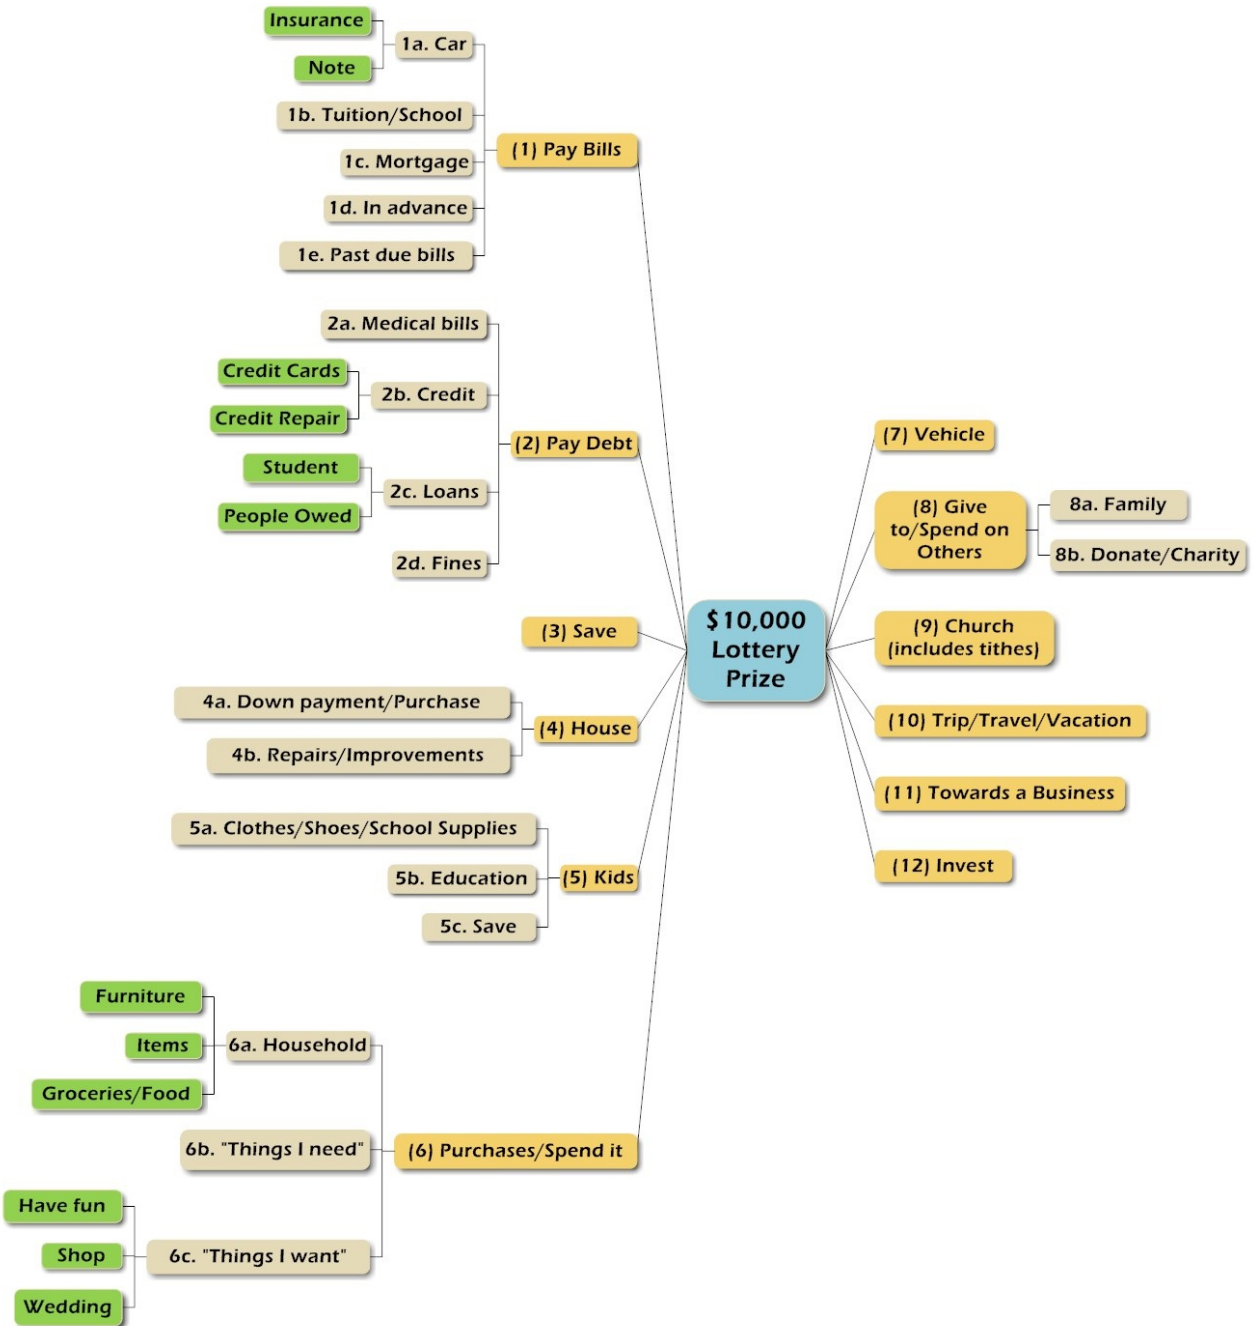 Insurance
1a. Car
Note
1b. Tuition/School
(1) Pay Bills
1c. Mortgage
1d. In advance
1e. Past due bills
2a. Medical bills
Credit Cards
2b. Credit
Credit Repair
(2) Pay Debt
Student
2c. Loans
People Owed
2d. Fines
(3) Save
4a. Down payment/Purchase
(4) House
4b. Repairs/Improvements
5a. Clothes/Shoes/School Supplies
5b. Education
(5) Kids
5c. Save
Furniture
Items
6a. Household
Groceries/Food
6b. "Things I need"
(6) Purchases/Spend it
Have fun
Shop
6c. "Things I want"
Wedding
$10,000
Lottery
Prize
(7) Vehicle
(8) Give
to/Spend on
Others
8a. Family
8b. Donate/Charity
(9) Church
(includes tithes)
(10) Trip/Travel/Vacation
(11) Towards a Business
(12) Invest